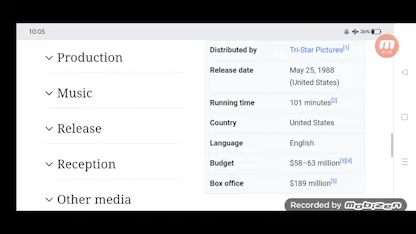 10:05
26%
Production
Music
Release
Reception
Other media
Distributed by Tri-Star Pictures[1]
Release date May 25, 1988
(United States)
Running time 101 minutes[2]
Country United States
Language English
Budget $58–63 million[3][4]
Box office $189 million[5]
Recorded by mobizen